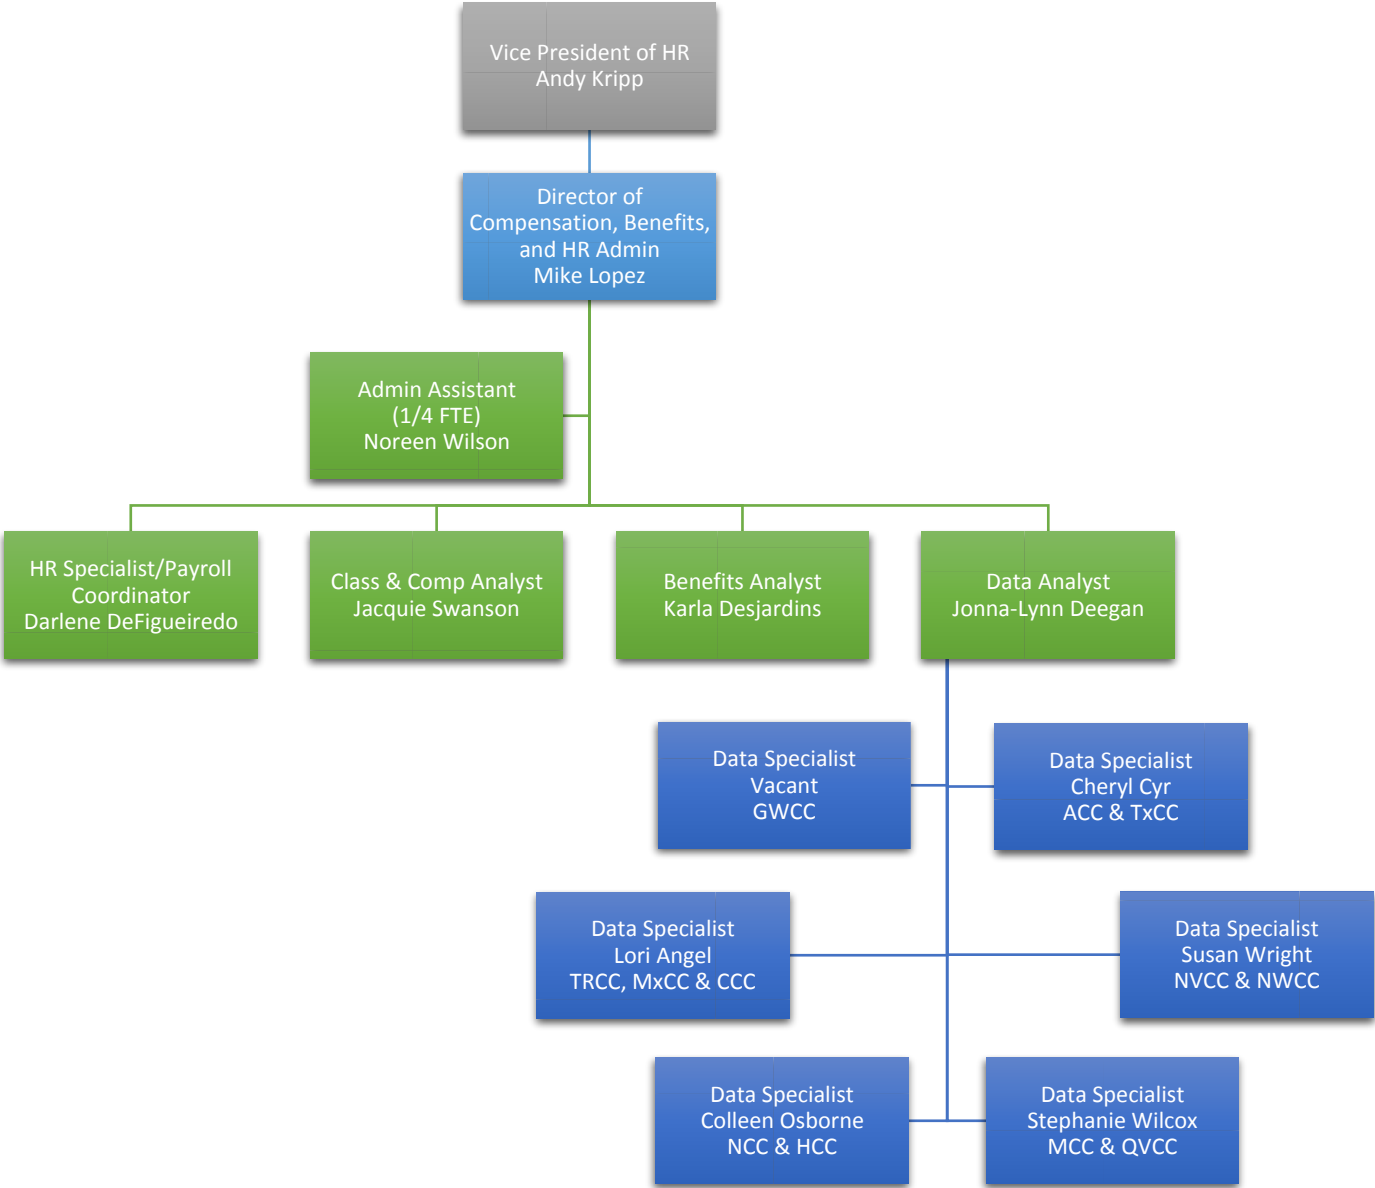 Vice President of HR
Andy Kripp
Director of
Compensation, Benefits,
and HR Admin
Mike Lopez
Admin Assistant
(1/4 FTE)
Noreen Wilson
HR Specialist/Payroll
Coordinator
Darlene DeFigueiredo
Class & Comp Analyst
Jacquie Swanson
Benefits Analyst
Karla Desjardins
Data Analyst
Jonna-Lynn Deegan
Data Specialist
Vacant
GWCC
Data Specialist
Cheryl Cyr
ACC & TxCC
Data Specialist
Lori Angel
TRCC, MxCC & CCC
Data Specialist
Susan Wright
NVCC & NWCC
Data Specialist
Colleen Osborne
NCC & HCC
Data Specialist
Stephanie Wilcox
MCC & QVCC